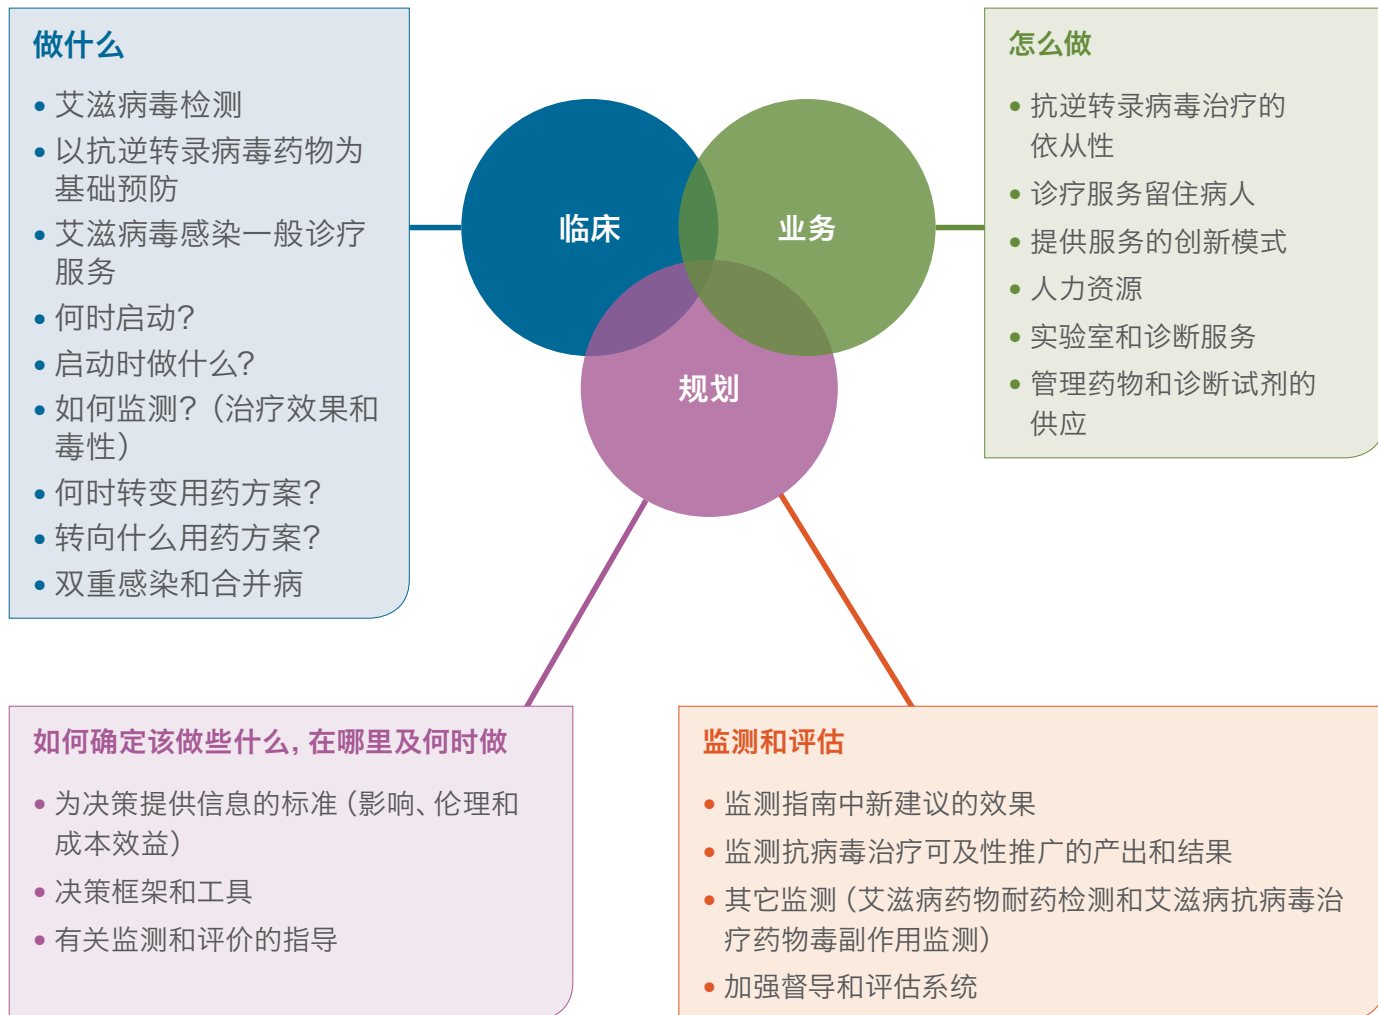 做什么
• 艾滋病毒检测
• 以抗逆转录病毒药物为
基础预防
• 艾滋病毒感染一般诊疗
服务
• 何时启动？
• 启动时做什么？
• 如何监测？（治疗效果和
毒性）
• 何时转变用药方案？
• 转向什么用药方案？
• 双重感染和合并病
临床
业务
规划
怎么做
• 抗逆转录病毒治疗的
依从性
• 诊疗服务留住病人
• 提供服务的创新模式
• 人力资源
• 实验室和诊断服务
• 管理药物和诊断试剂的
供应
如何确定该做些什么，在哪里及何时做
• 为决策提供信息的标准（影响、伦理和
成本效益）
• 决策框架和工具
• 有关监测和评价的指导
监测和评估
• 监测指南中新建议的效果
• 监测抗病毒治疗可及性推广的产出和结果
• 其它监测（艾滋病药物耐药检测和艾滋病抗病毒治
疗药物毒副作用监测）
• 加强督导和评估系统